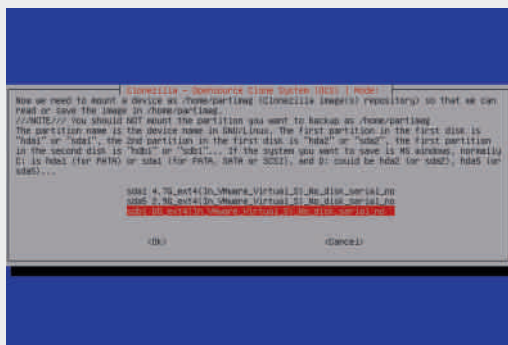 Clonezilla - Opensource Clone System (OCS) | Mode:
Now we need to mount a device as /home/partimag (Clonezilla image(s) repository) so that we can
read or save the image in /home/partimag.
///NOTE/// You should NOT mount the partition you want to backup as /home/partimag
The partition name is the device name in GNU/Linux. The first partition in the first disk is
"hda1" or "sda1", the 2nd partition in the first disk is "hda2" or "sda2", the first partition
in the second disk is "hdb1" or "sdb1"... If the system you want to save is MS windows, normally
C: is hda1 (for PATA) or sda1 (for PATA, SATA or SCSI), and D: could be hda2 (or sda2), hda5 (or
sda5)...
sda1 4.7G_ext4(In_VMware_Virtual_S)_No_disk_serial_no
sda5 2.9G_ext4(In_VMware_Virtual_S)_No_disk_serial_no
sdb1 ext4(In_VMware_Virtual_S)_No_disk_serial_no
<Ok> <Cancel>